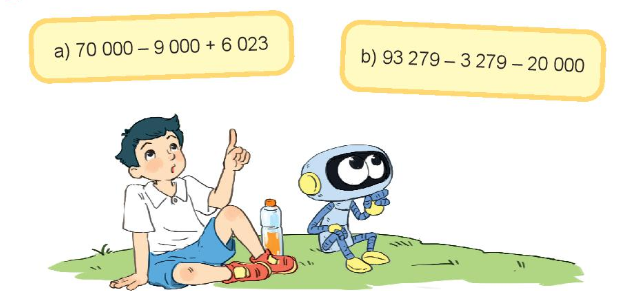 a) 70 000 – 9 000 + 6 023
b) 93 279 – 3 279 – 20 000